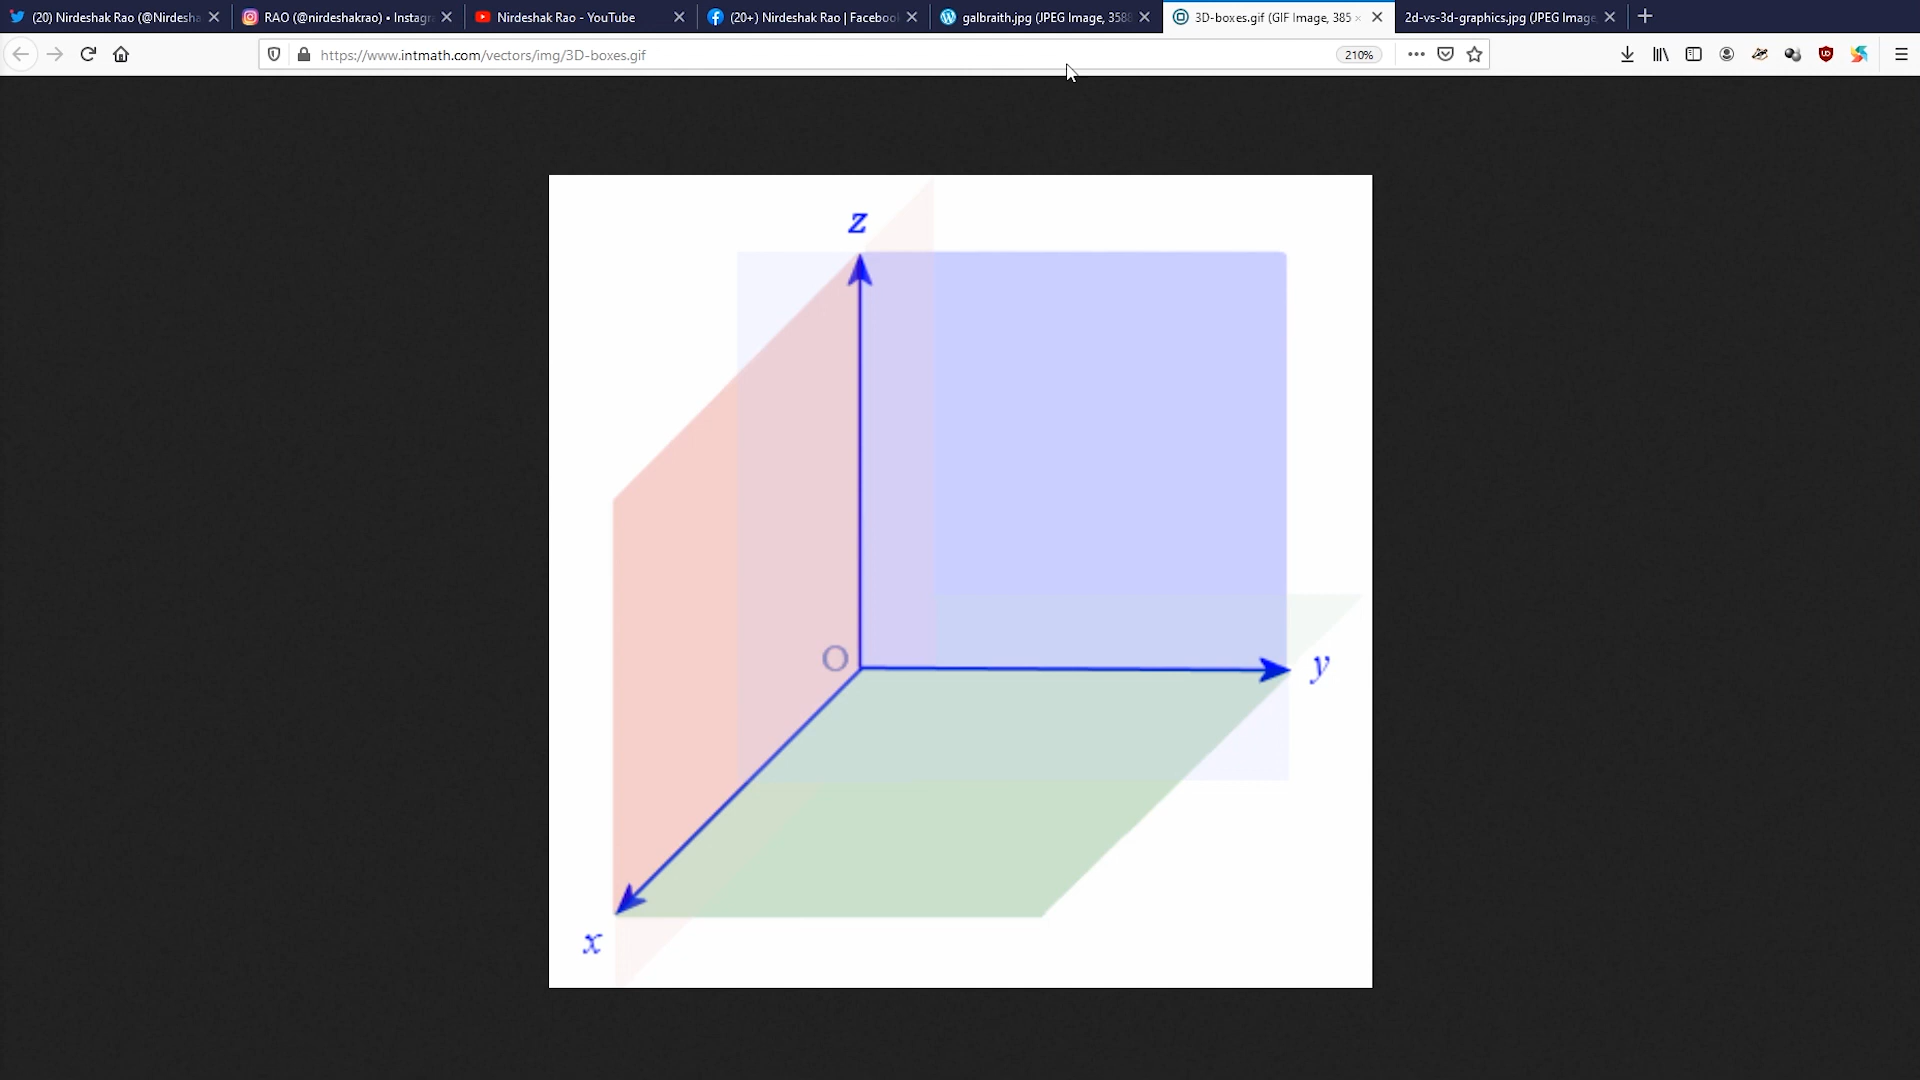 (20) Nirdeshak Rao (@Nirdesha
RAO (@nirdeshakrao) • Instagr
Nirdeshak Rao - YouTube
(20+) Nirdeshak Rao | Facebook
galbraith.jpg (JPEG Image, 3588
3D-boxes.gif (GIF Image, 385 ×
2d-vs-3d-graphics.jpg (JPEG Image,
https://www.intmath.com/vectors/img/3D-boxes.gif
210%
z
O
y
x